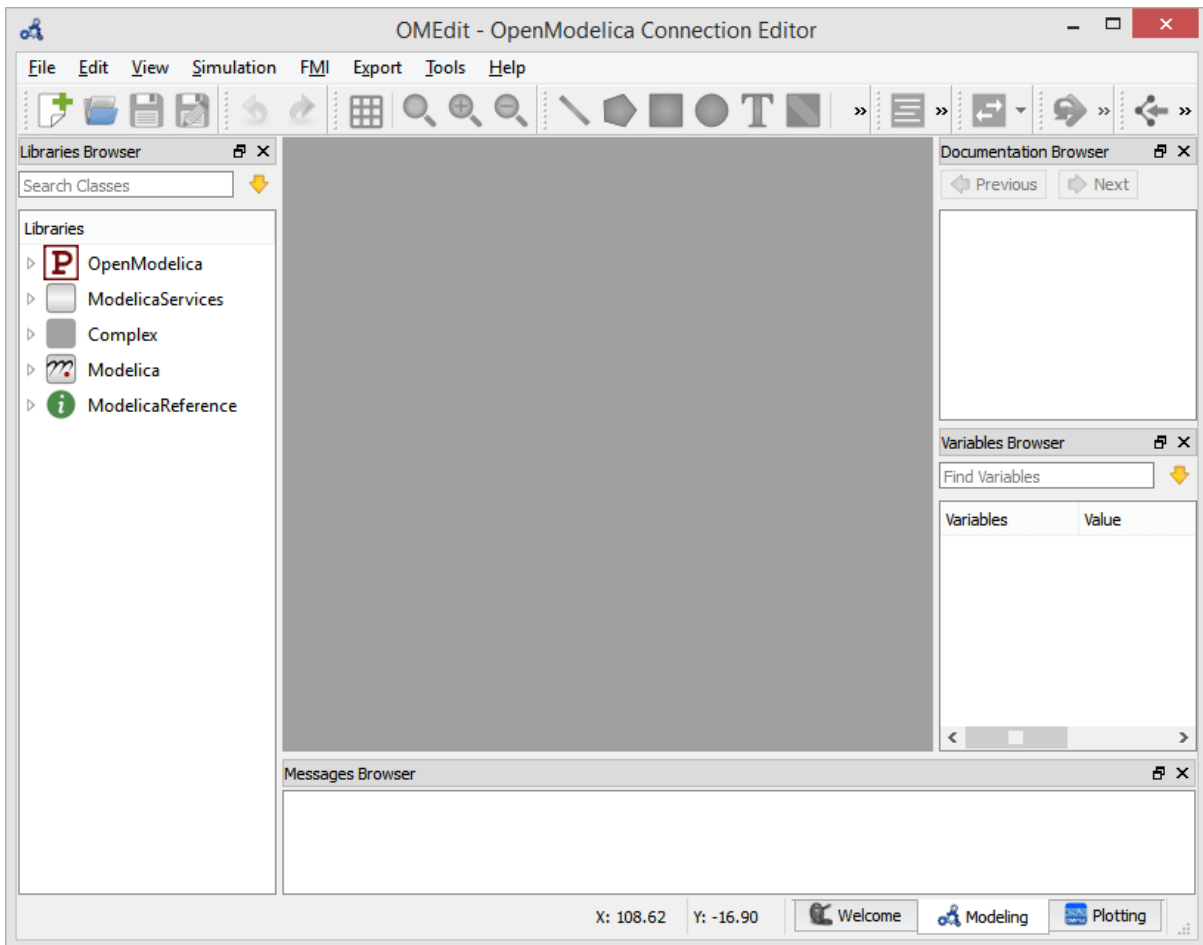 OMEdit - OpenModelica Connection Editor
File Edit View Simulation FMI Export Tools Help
T » » » »
Libraries Browser
Search Classes
Libraries
P OpenModelica
ModelicaServices
Complex
m Modelica
i ModelicaReference
Documentation Browser
Previous Next
Variables Browser
Find Variables
Variables Value
Messages Browser
X: 108.62 Y: -16.90 Welcome Modeling Plotting